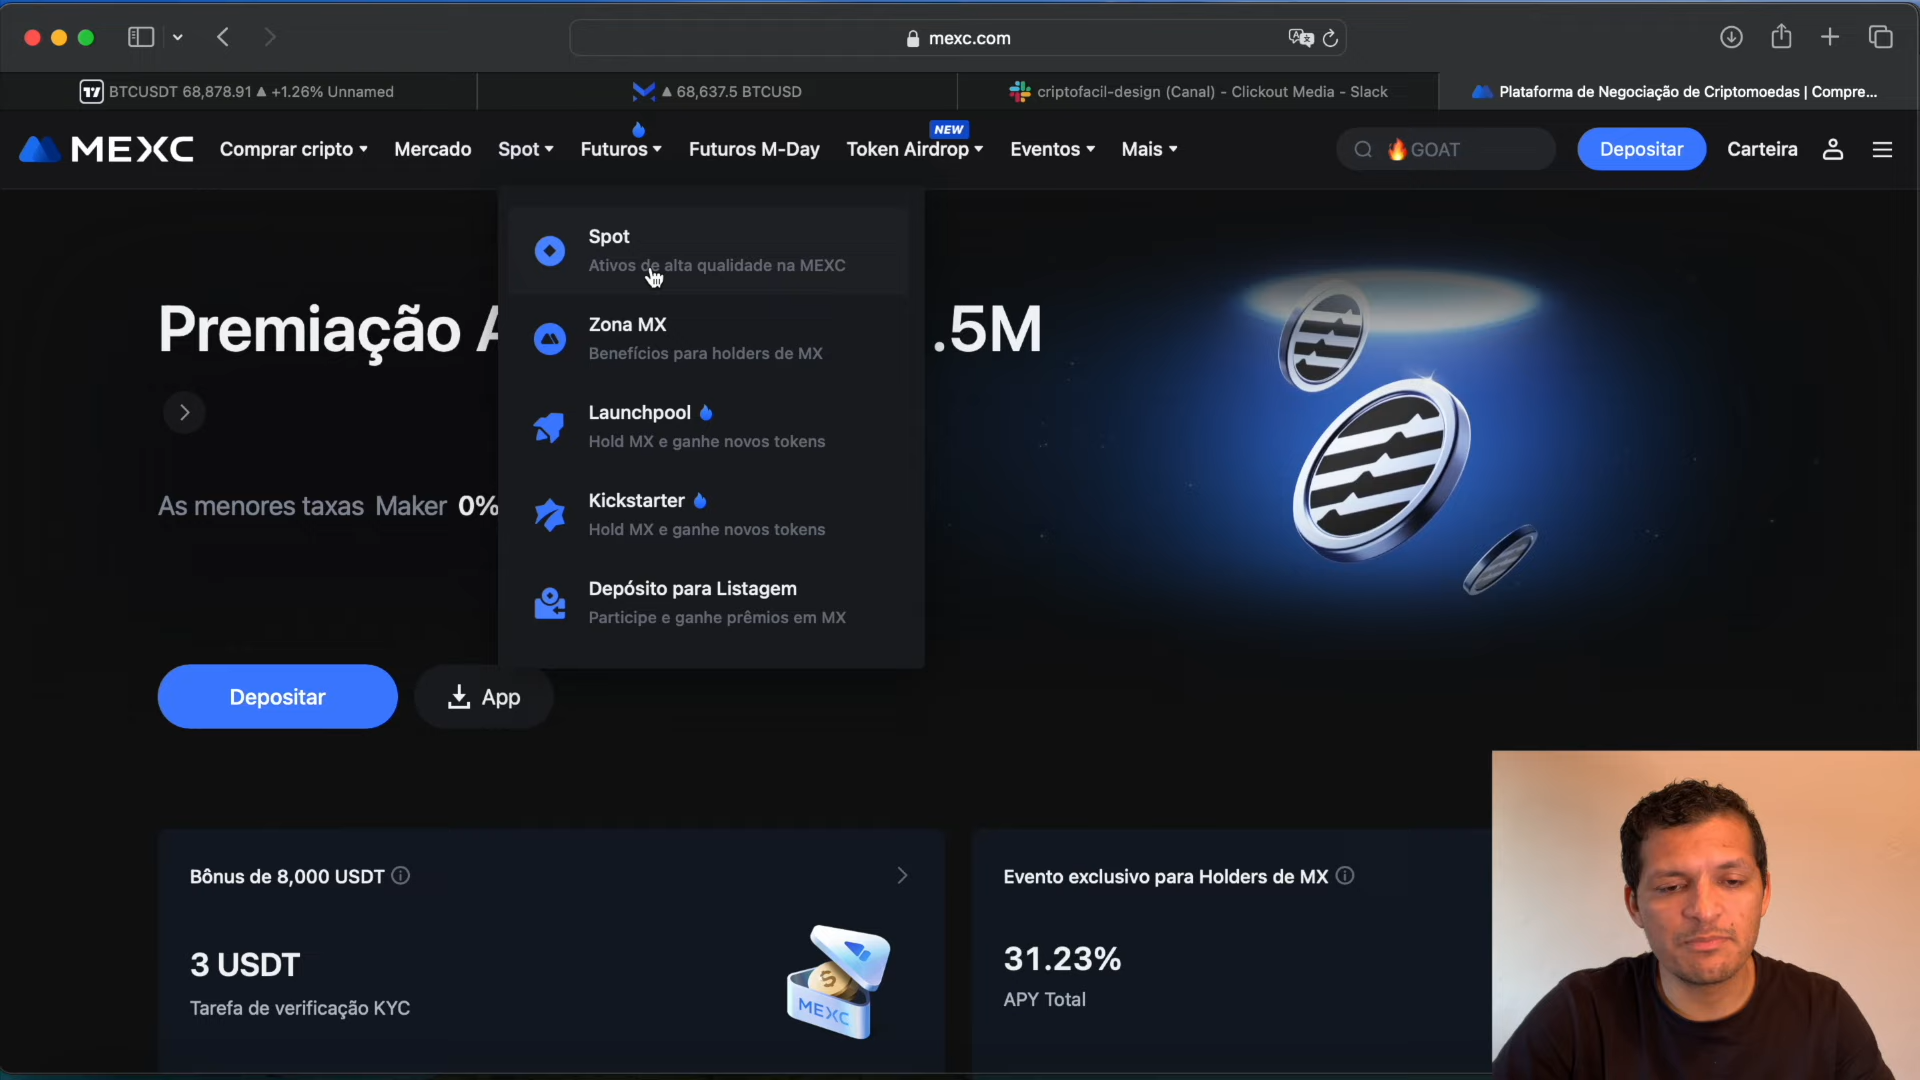 mexc.com
BTCUSDT 68,878.91 ▲ +1.26% Unnamed
▲ 68,637.5 BTCUSD
criptofacil-design (Canal) - Clickout Media - Slack
Plataforma de Negociação de Criptomoedas | Compre...
MEXC
Comprar cripto
Mercado
Spot
Futuros
Futuros M-Day
Token Airdrop
NEW
Eventos
Mais
GOAT
Depositar
Carteira
Spot
Ativos de alta qualidade na MEXC
Zona MX
Benefícios para holders de MX
Launchpool
Hold MX e ganhe novos tokens
Kickstarter
Hold MX e ganhe novos tokens
Depósito para Listagem
Participe e ganhe prêmios em MX
Premiação A .5M
As menores taxas Maker 0%
Depositar
App
Bônus de 8,000 USDT
3 USDT
Tarefa de verificação KYC
MEXC
Evento exclusivo para Holders de MX
31.23%
APY Total